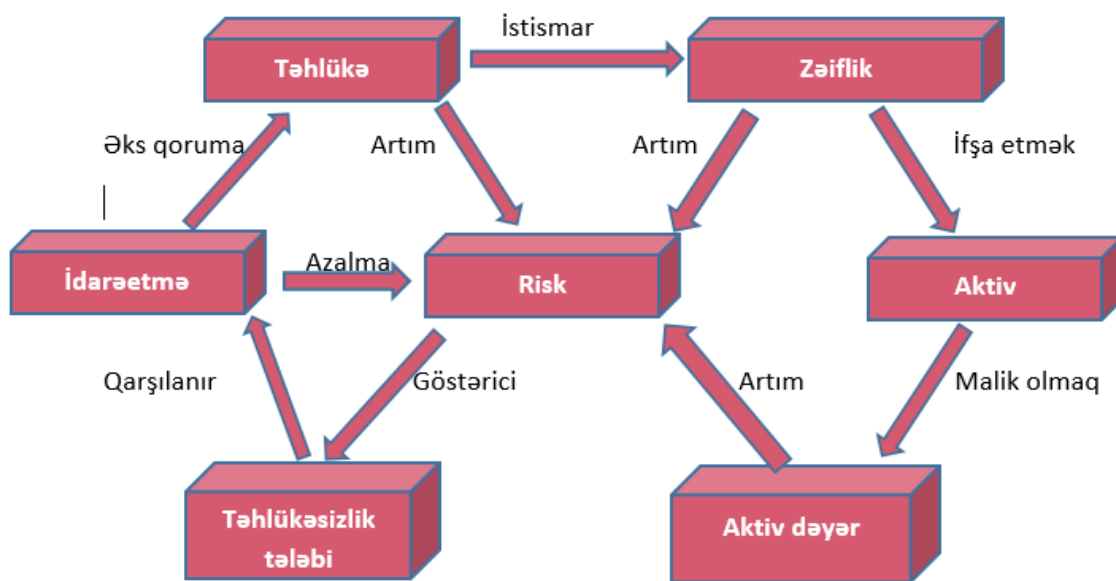 İstismar
Təhlükə
Zəiflik
Əks qoruma
Artım
Artım
İfşa etmək
İdarəetmə
Azalma
Risk
Aktiv
Qarşılanır
Göstərici
Artım
Malik olmaq
Təhlükəsizlik
tələbi
Aktiv dəyər